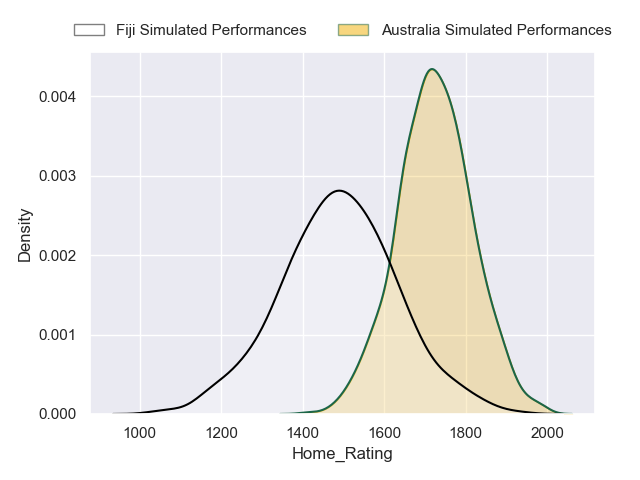 Fiji Simulated Performances
Australia Simulated Performances
0.004
0.003
0.002
0.001
0.000
Density
1000
1200
1400
1600
1800
2000
Home_Rating